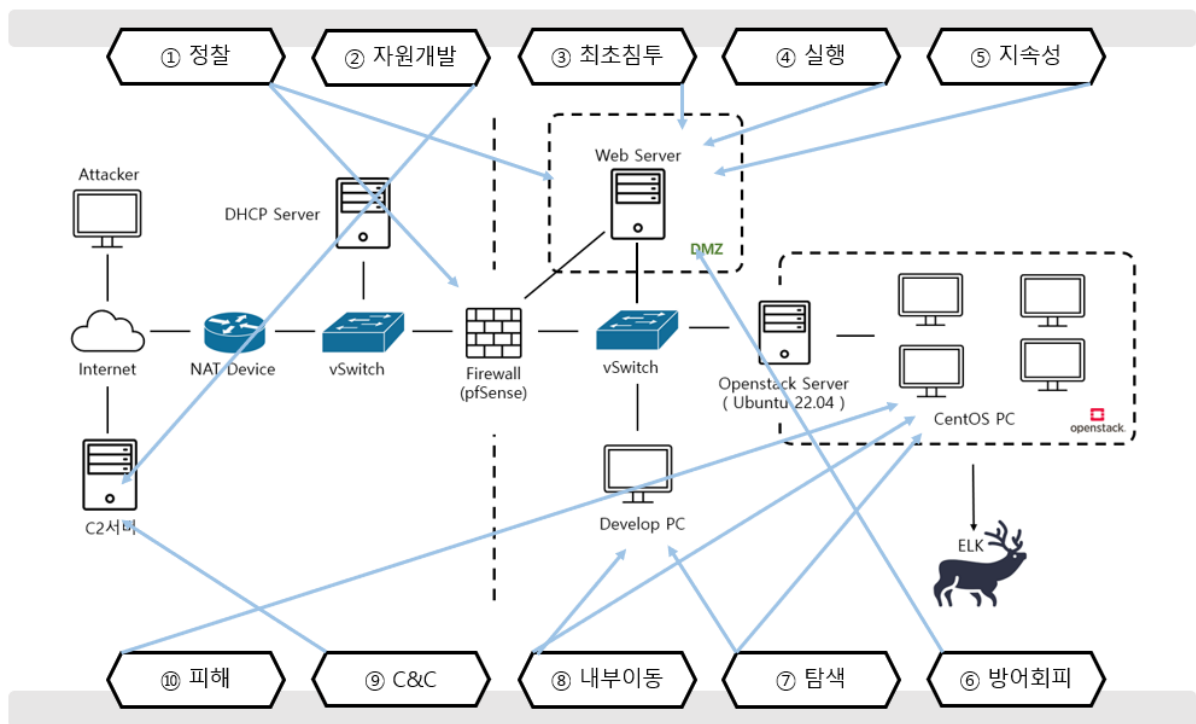 ① 정찰
② 자원개발
③ 최초침투
④ 실행
⑤ 지속성
Web Server
Attacker
DHCP Server
DMZ
Internet
NAT Device
vSwitch
Firewall
(pfSense)
vSwitch
Openstack Server
( Ubuntu 22.04 )
CentOS PC
openstack.
C2서버
Develop PC
ELK
⑩ 피해
⑨ C&C
⑧ 내부이동
⑦ 탐색
⑥ 방어회피